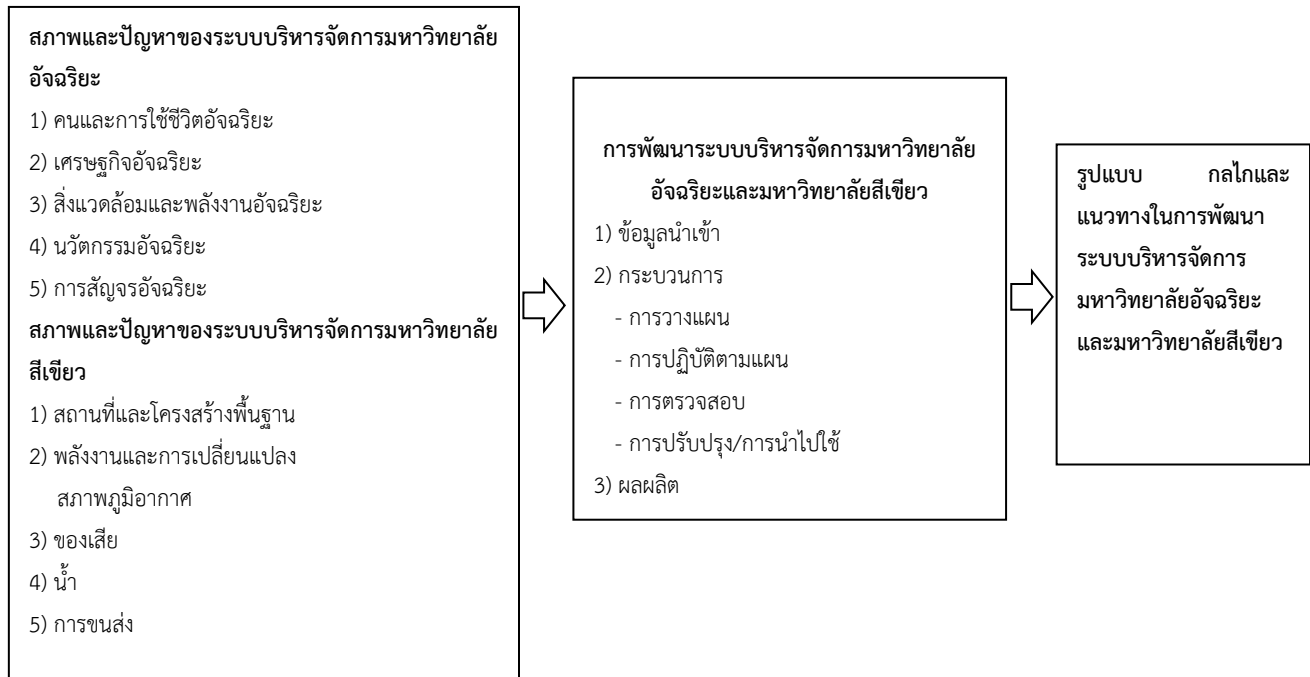 สภาพและปัญหาของระบบบริหารจัดการมหาวิทยาลัย
อัจฉริยะ
1) คนและการใช้ชีวิตอัจฉริยะ
2) เศรษฐกิจอัจฉริยะ
3) สิ่งแวดล้อมและพลังงานอัจฉริยะ
4) นวัตกรรมอัจฉริยะ
5) การสัญจรอัจฉริยะ
สภาพและปัญหาของระบบบริหารจัดการมหาวิทยาลัย
สีเขียว
1) สถานที่และโครงสร้างพื้นฐาน
2) พลังงานและการเปลี่ยนแปลง
สภาพภูมิอากาศ
3) ของเสีย
4) น้ำ
5) การขนส่ง
การพัฒนาระบบบริหารจัดการมหาวิทยาลัย
อัจฉริยะและมหาวิทยาลัยสีเขียว
1) ข้อมูลนำเข้า
2) กระบวนการ
- การวางแผน
- การปฏิบัติตามแผน
- การตรวจสอบ
- การปรับปรุง/การนำไปใช้
3) ผลผลิต
รูปแบบ กลไกและ
แนวทางในการพัฒนา
ระบบบริหารจัดการ
มหาวิทยาลัยอัจฉริยะ
และมหาวิทยาลัยสีเขียว